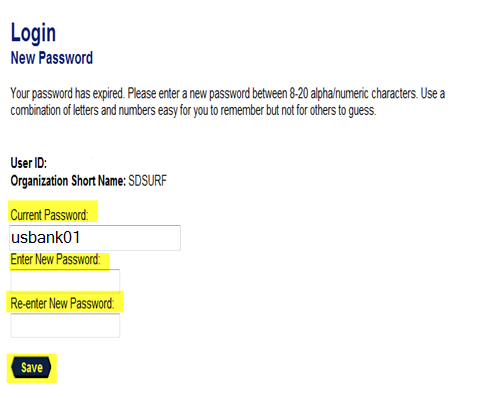 Login
New Password
Your password has expired. Please enter a new password between 8-20 alpha/numeric characters. Use a
combination of letters and numbers easy for you to remember but not for others to guess.
User ID:
Organization Short Name: SDSURF
Current Password:
usbank01
Enter New Password:
Re-enter New Password:
Save